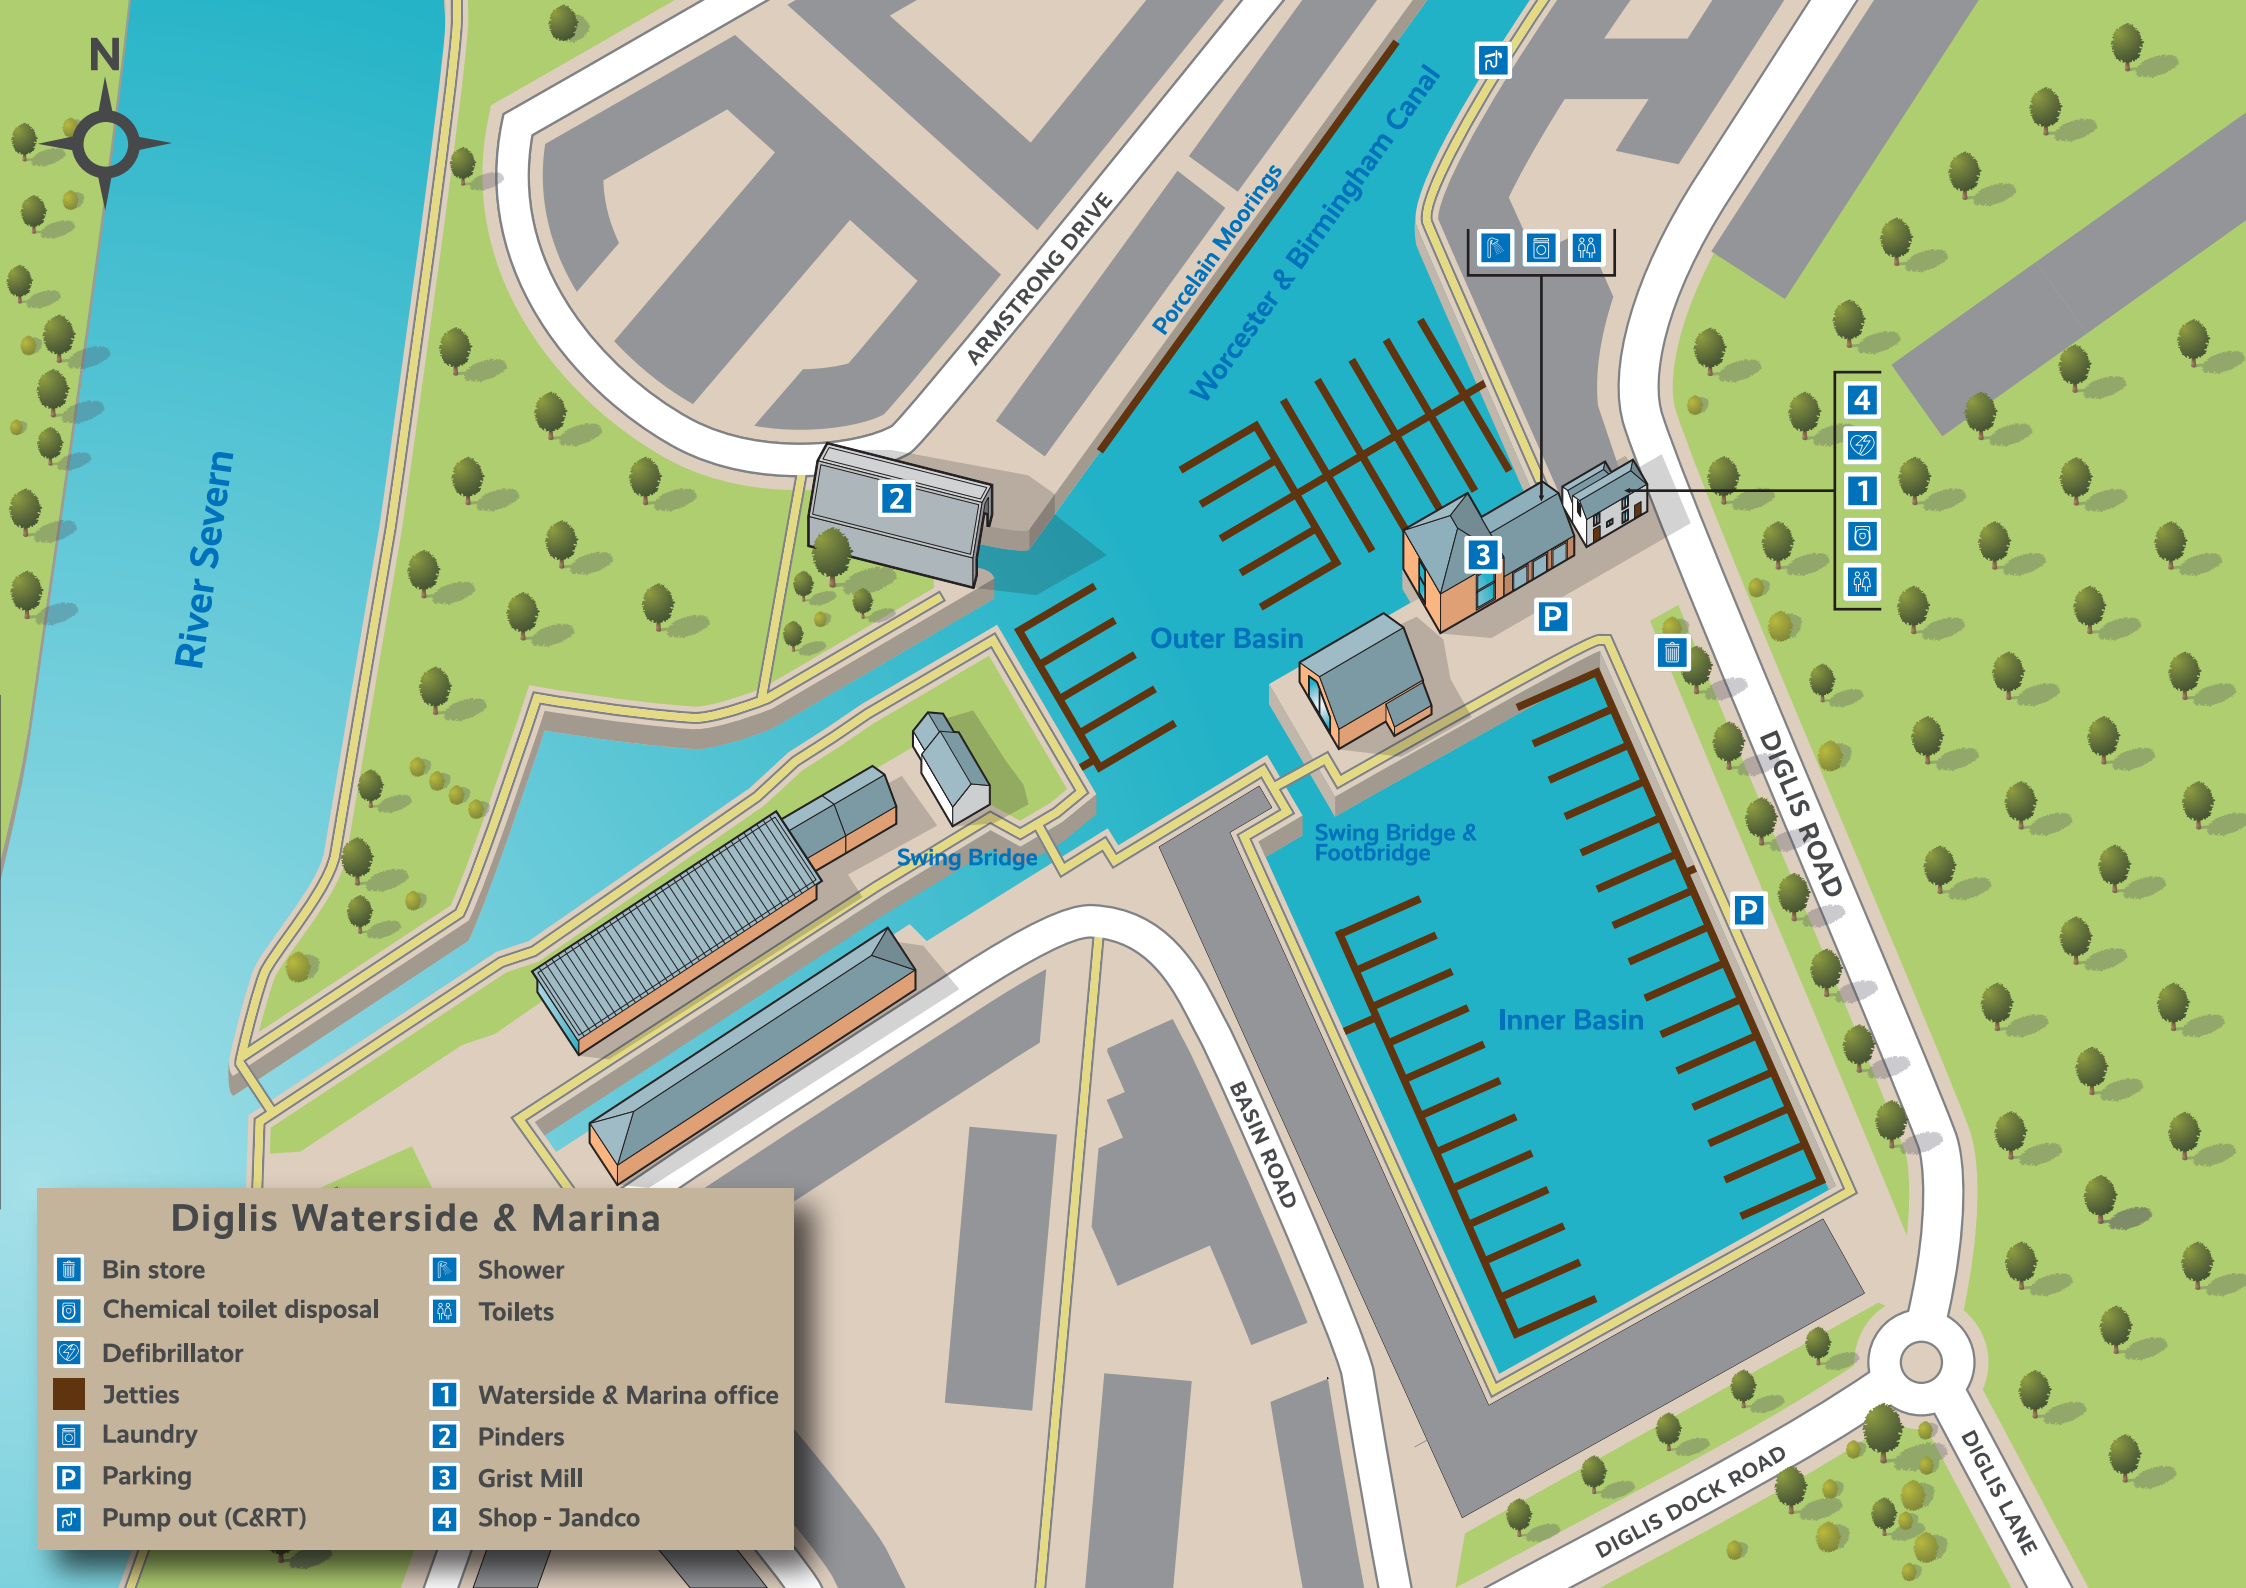 N
River Severn
ARMSTRONG DRIVE
Porcelain Moorings
Worcester & Birmingham Canal
2
4
1
3
P
Outer Basin
Swing Bridge
Swing Bridge &
Footbridge
P
Inner Basin
DIGLIS ROAD
BASIN ROAD
DIGLIS DOCK ROAD
DIGLIS LANE
Diglis Waterside & Marina
Bin store
Chemical toilet disposal
Defibrillator
Jetties
Laundry
P Parking
Pump out (C&RT)
Shower
Toilets
1 Waterside & Marina office
2 Pinders
3 Grist Mill
4 Shop - Jandco